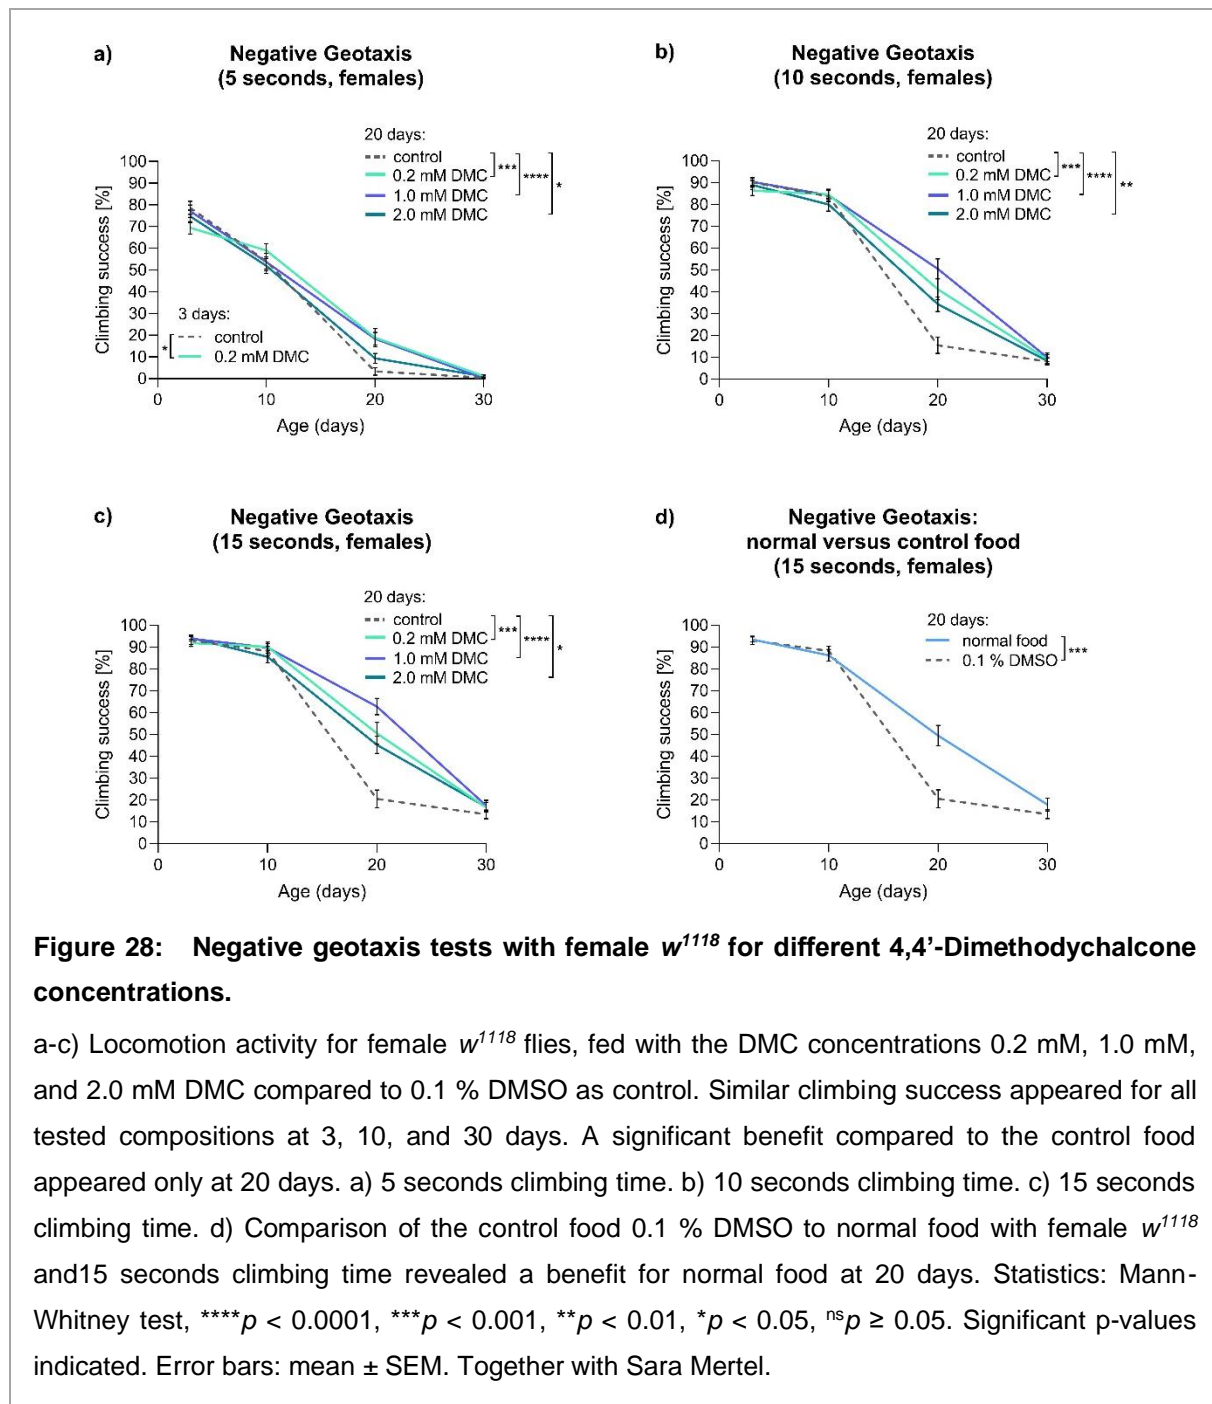 a)
Negative Geotaxis
(5 seconds, females)
20 days:
control
0.2 mM DMC
1.0 mM DMC
2.0 mM DMC
***
****
*
Climbing success [%]
100
90
80
70
60
50
40
30
20
10
0
3 days:
control
0.2 mM DMC
*
0
10
20
30
Age (days)
b)
Negative Geotaxis
(10 seconds, females)
20 days:
control
0.2 mM DMC
1.0 mM DMC
2.0 mM DMC
***
****
**
Climbing success [%]
100
90
80
70
60
50
40
30
20
10
0
0
10
20
30
Age (days)
c)
Negative Geotaxis
(15 seconds, females)
20 days:
control
0.2 mM DMC
1.0 mM DMC
2.0 mM DMC
***
****
*
Climbing success [%]
100
90
80
70
60
50
40
30
20
10
0
0
10
20
30
Age (days)
d)
Negative Geotaxis:
normal versus control food
(15 seconds, females)
20 days:
normal food
0.1 % DMSO
***
Climbing success [%]
100
90
80
70
60
50
40
30
20
10
0
0
10
20
30
Age (days)
Figure 28: Negative geotaxis tests with female w1118 for different 4,4’-Dimethodychalcone
concentrations.
a-c) Locomotion activity for female w1118 flies, fed with the DMC concentrations 0.2 mM, 1.0 mM,
and 2.0 mM DMC compared to 0.1 % DMSO as control. Similar climbing success appeared for all
tested compositions at 3, 10, and 30 days. A significant benefit compared to the control food
appeared only at 20 days. a) 5 seconds climbing time. b) 10 seconds climbing time. c) 15 seconds
climbing time. d) Comparison of the control food 0.1 % DMSO to normal food with female w1118
and15 seconds climbing time revealed a benefit for normal food at 20 days. Statistics: Mann-
Whitney test, ****p < 0.0001, ***p < 0.001, **p < 0.01, *p < 0.05, nsp ≥ 0.05. Significant p-values
indicated. Error bars: mean ± SEM. Together with Sara Mertel.